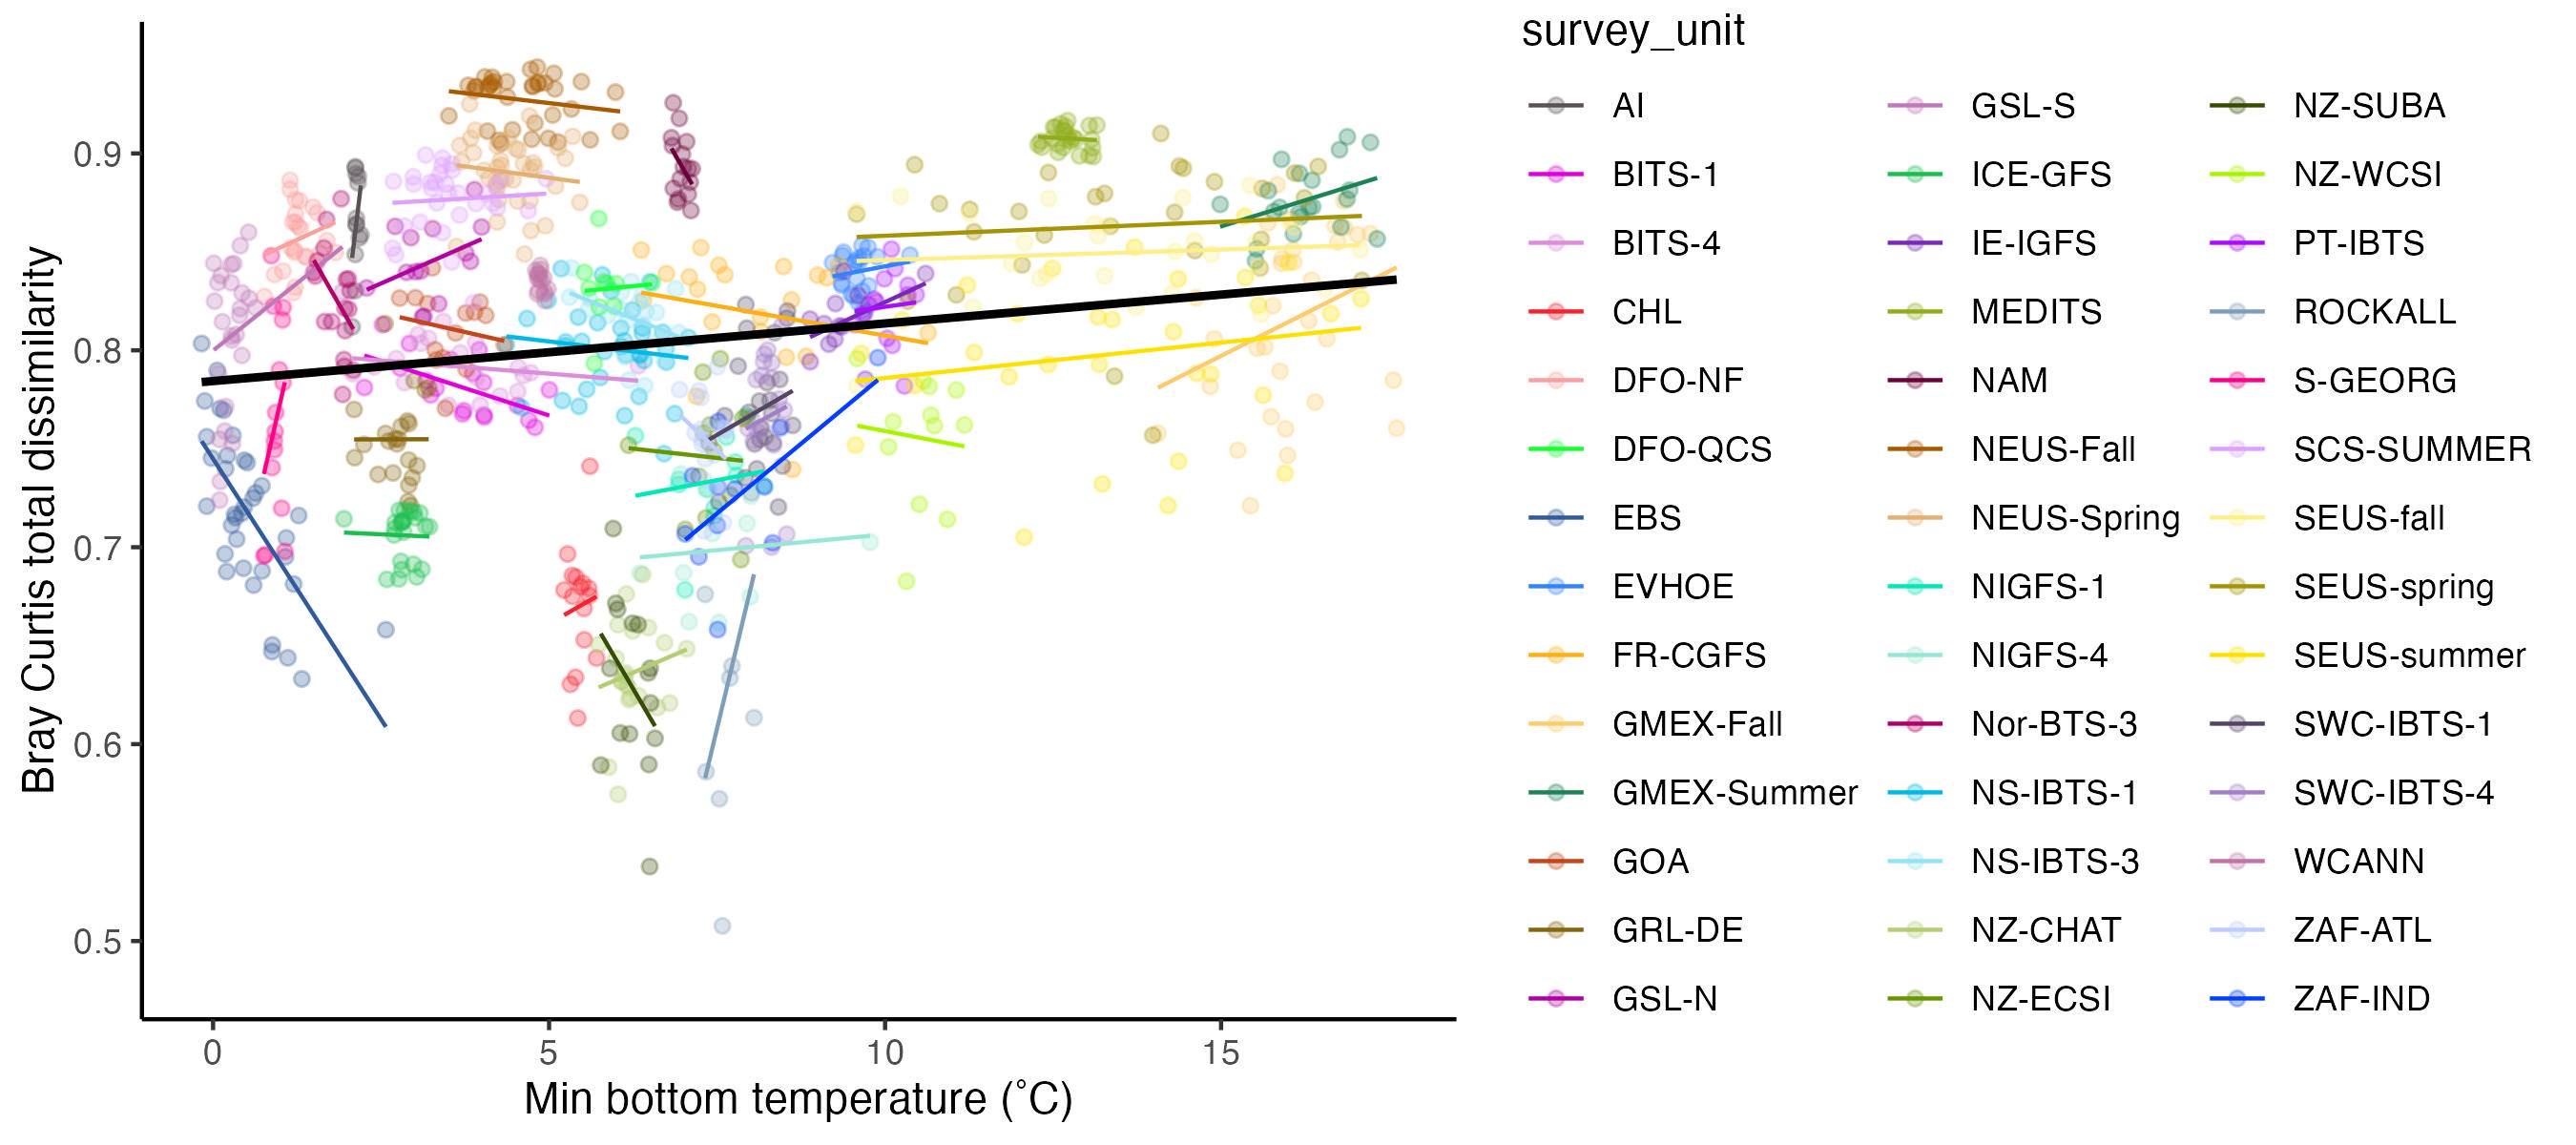 survey_unit
AI
BITS-1
BITS-4
CHL
DFO-NF
DFO-QCS
EBS
EVHOE
FR-CGFS
GMEX-Fall
GMEX-Summer
GOA
GRL-DE
GSL-N
GSL-S
ICE-GFS
IE-IGFS
MEDITS
NAM
NEUS-Fall
NEUS-Spring
NIGFS-1
NIGFS-4
Nor-BTS-3
NS-IBTS-1
NS-IBTS-3
NZ-CHAT
NZ-ECSI
NZ-SUBA
NZ-WCSI
PT-IBTS
ROCKALL
S-GEORG
SCS-SUMMER
SEUS-fall
SEUS-spring
SEUS-summer
SWC-IBTS-1
SWC-IBTS-4
WCANN
ZAF-ATL
ZAF-IND
Bray Curtis total dissimilarity
0.9
0.8
0.7
0.6
0.5
0
5
10
15
Min bottom temperature (˚C)